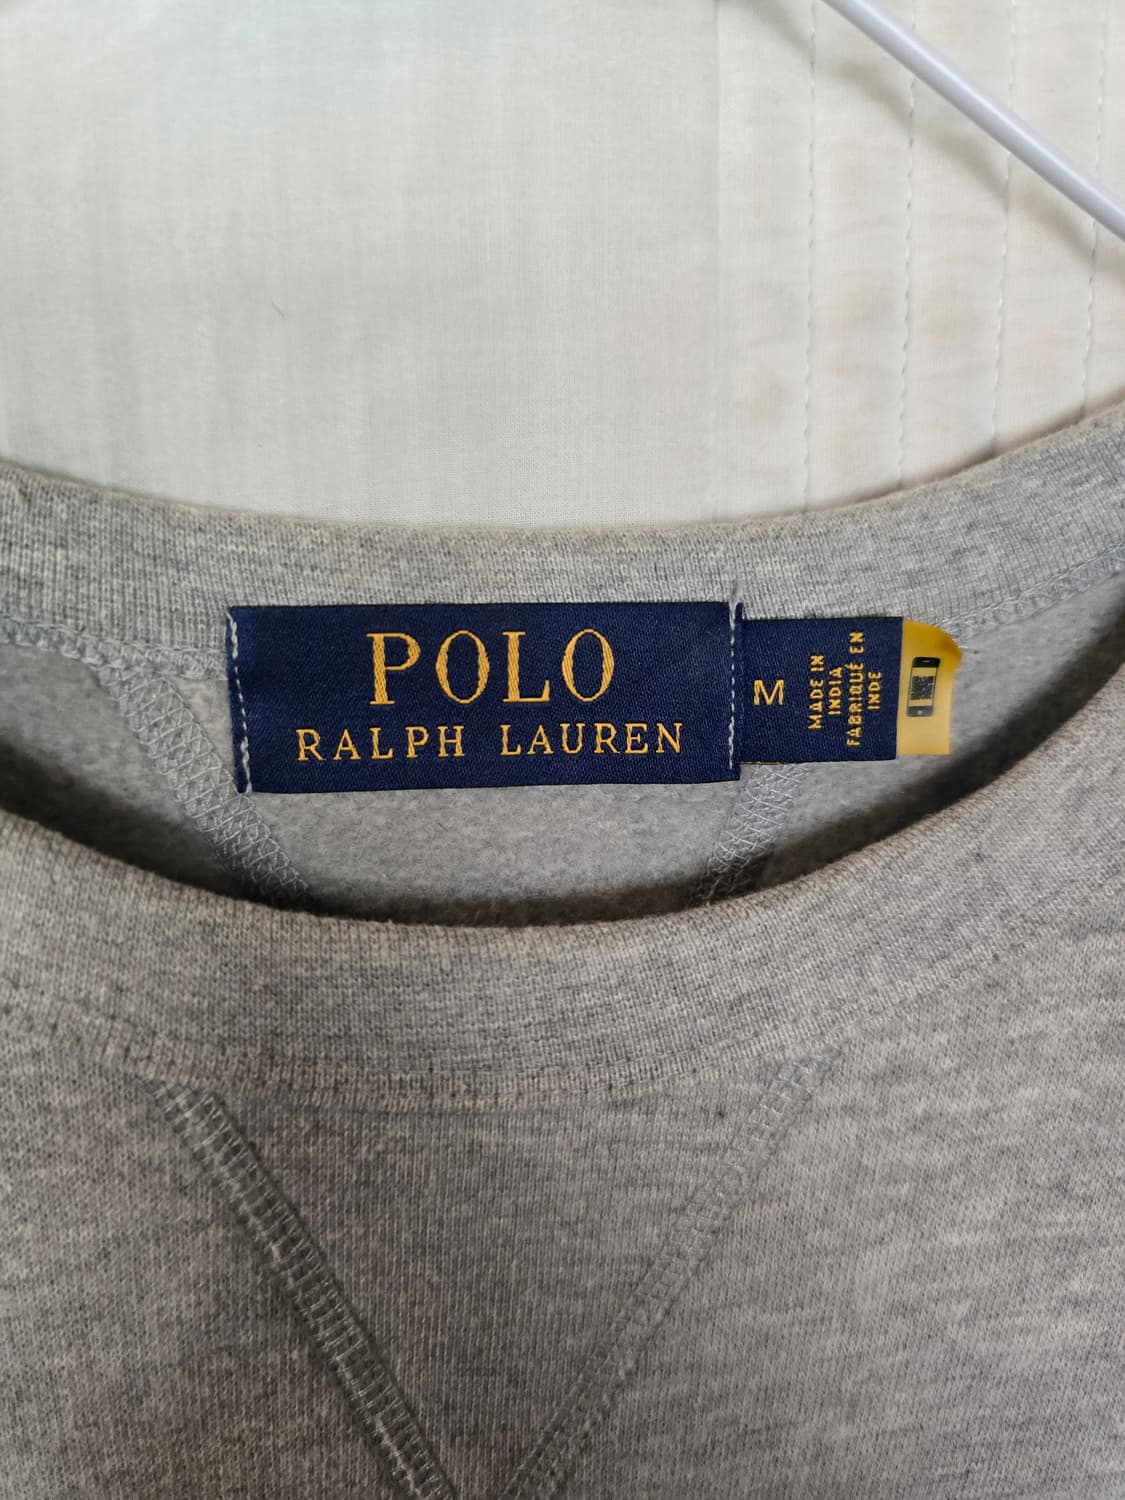 POLO
RALPH LAUREN
M
MADE IN
INDIA
FABRIQUÉ EN
INDE